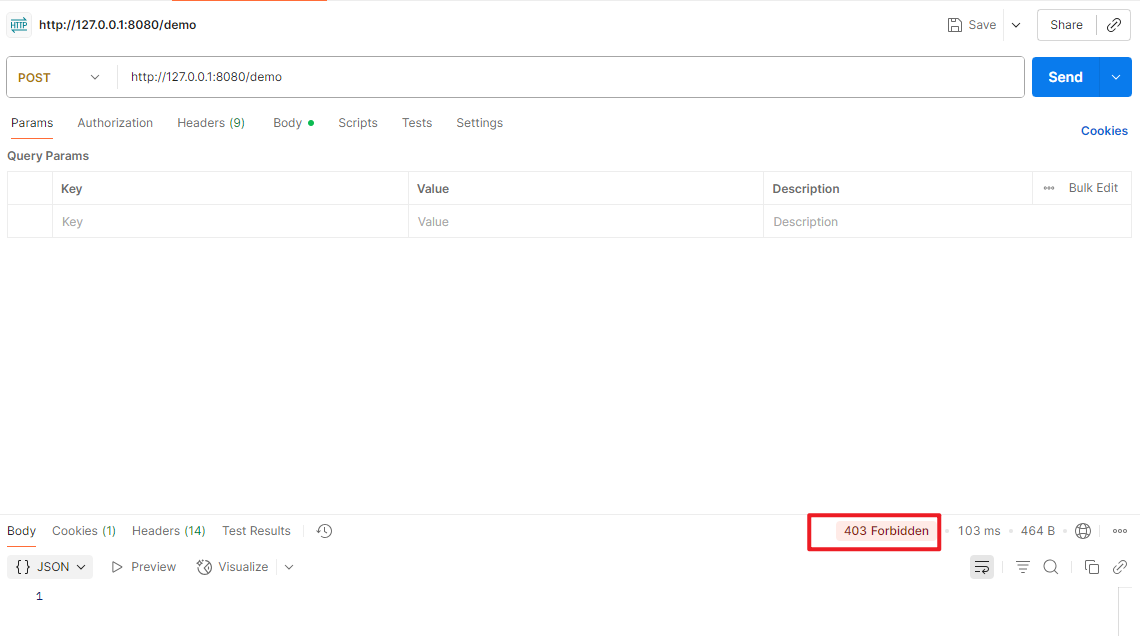 HTTP http://127.0.0.1:8080/demo Save Share
POST http://127.0.0.1:8080/demo Send
Params Authorization Headers (9) Body Scripts Tests Settings Cookies
Query Params
Key Value Description Bulk Edit
Key Value Description
Body Cookies (1) Headers (14) Test Results 403 Forbidden 103 ms 464 B
{} JSON Preview Visualize
1